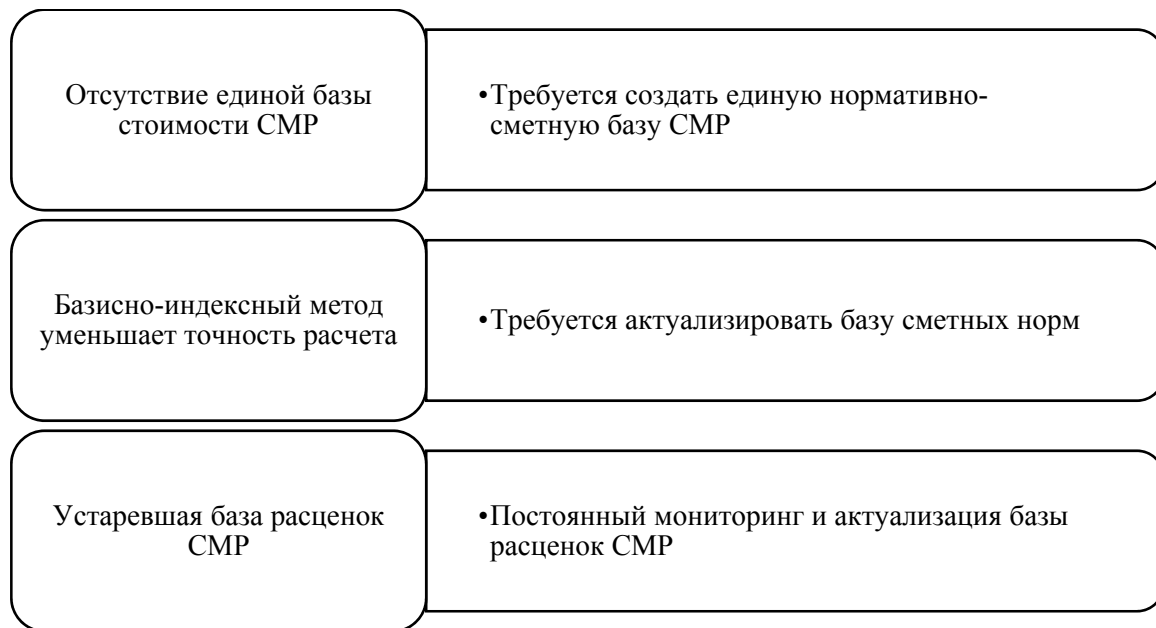 Отсутствие единой базы
стоимости СМР
•Требуется создать единую нормативно-
сметную базу СМР
Базисно-индексный метод
уменьшает точность расчета
•Требуется актуализировать базу сметных норм
Устаревшая база расценок
СМР
•Постоянный мониторинг и актуализация базы
расценок СМР